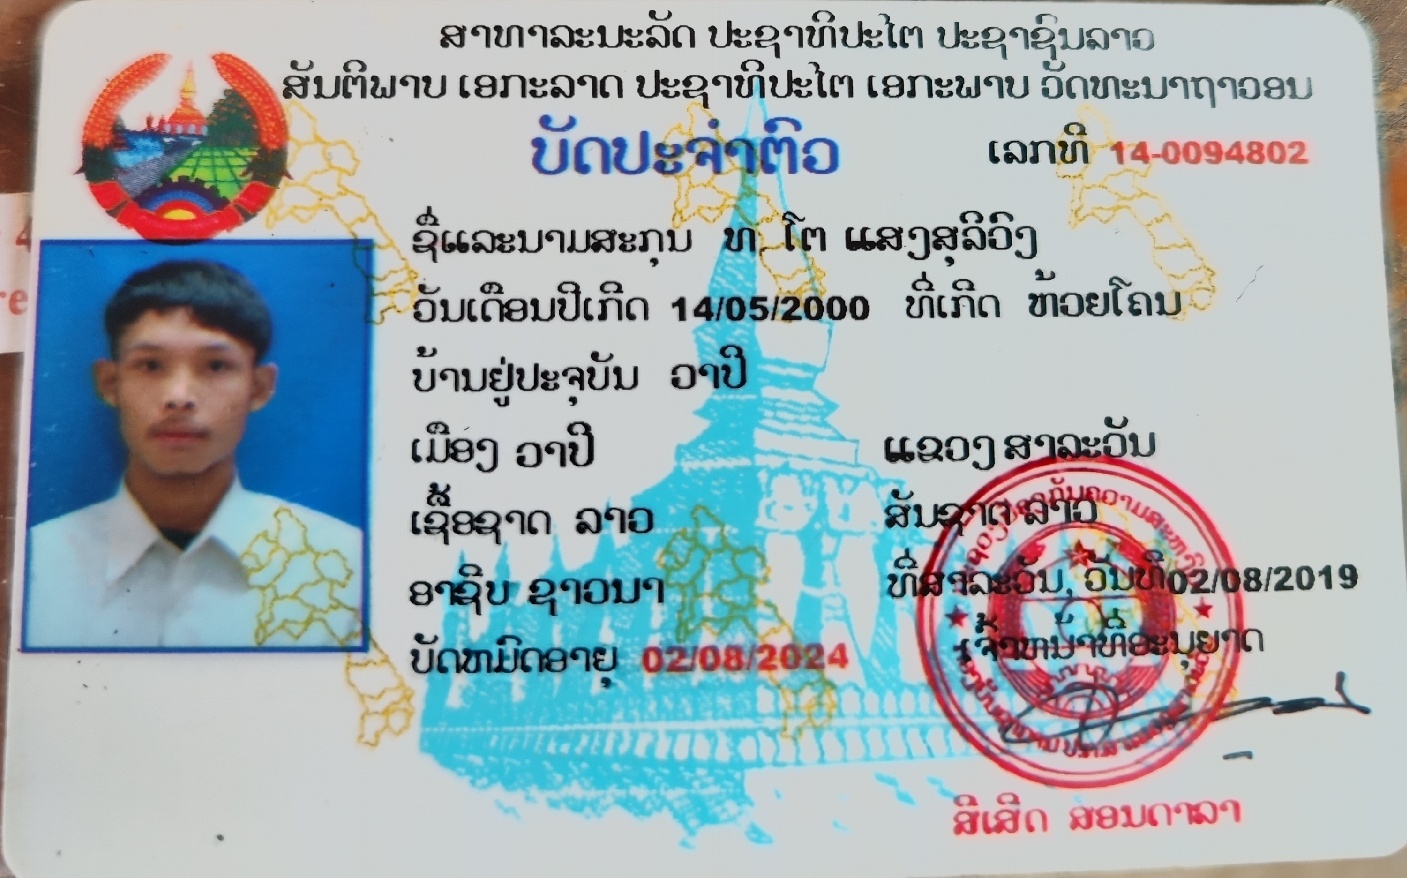 ສາທາລະນະລັດ ປະຊາທິປະໄຕ ປະຊາຊົນລາວ
ສັນຕິພາບ ເອກະລາດ ປະຊາທິປະໄຕ ເອກະພາບ ວັດທະນາຖາວອນ
ບັດປະຈຳຕົວ ເລກທີ 14-0094802
ຊື່ແລະນາມສະກຸນ ທ ໂຕ ແສງສຸລິວົງ
ວັນເດືອນປີເກີດ 14/05/2000 ທີ່ເກີດ ຫ້ວຍໂຄນ
ບ້ານຢູ່ປະຈຸບັນ ວາປີ
ເມືອງ ວາປີ ແຂວງ ສາລະວັນ
ເຊື້ອຊາດ ລາວ ສັນຊາດ ລາວ
ອາຊີບ ຊາວນາ ທີ່ສາລະວັນ, ວັນທີ 02/08/2019
ບັດຫມົດອາຍຸ 02/08/2024 ເຈົ້າຫນ້າທີ່ອະນຸຍາດ
ສີເສີດ ສອນດາລາ